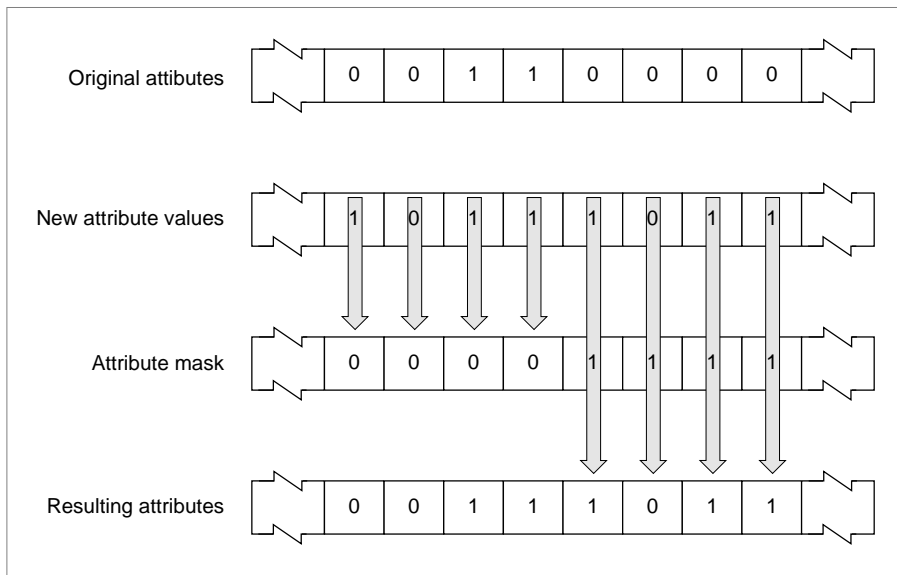 Original attibutes 0 0 1 1 0 0 0 0
New attribute values 1 0 1 1 1 0 1 1
Attribute mask 0 0 0 0 1 1 1 1
Resulting attributes 0 0 1 1 1 0 1 1